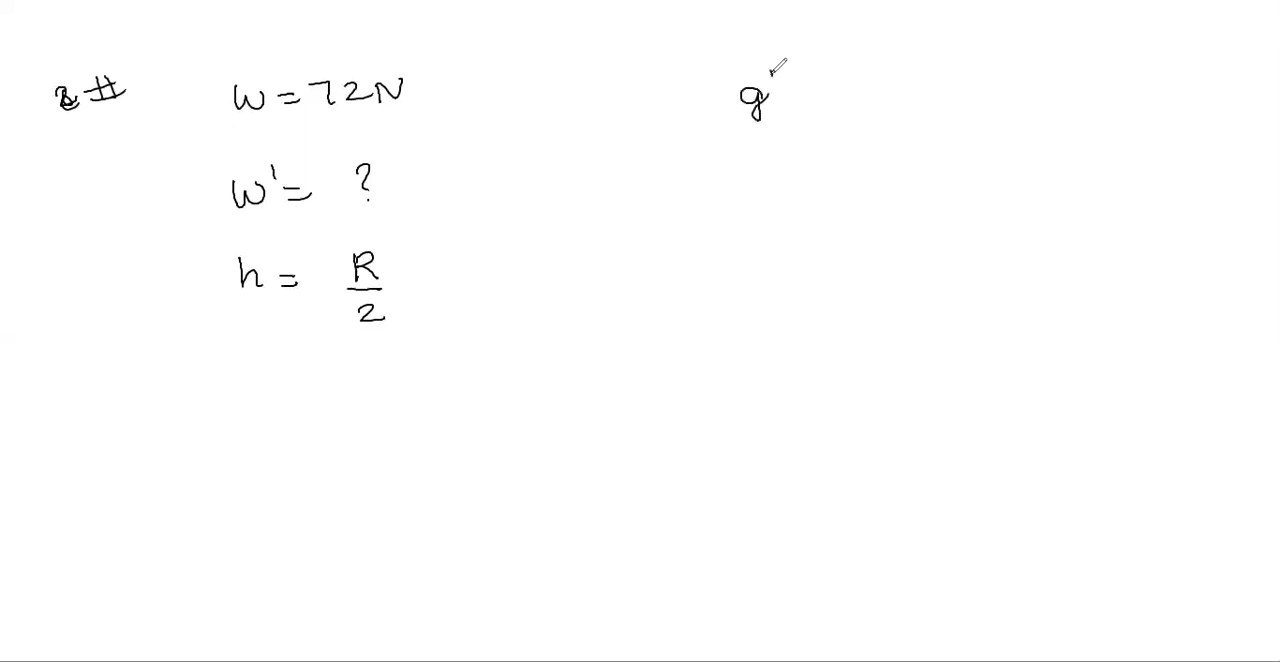 # W = 72N
W' = ?
h = R/2
g'